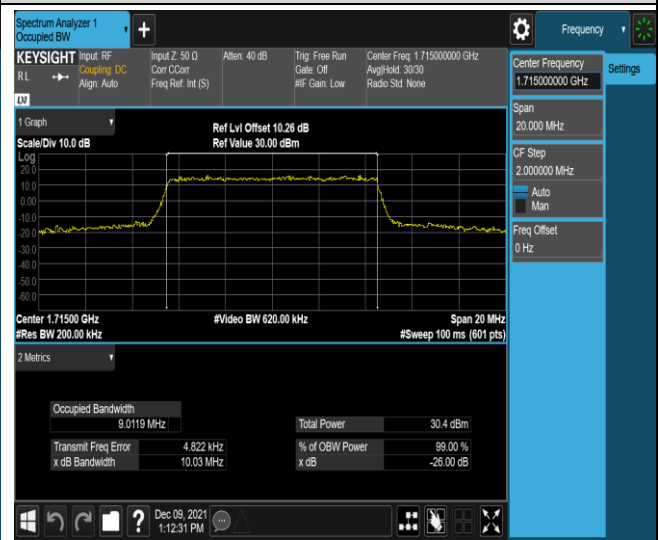 Spectrum Analyzer 1
Occupied BW
+
Frequency
KEYSIGHT
R L
LXI
Input: RF
Coupling: DC
Align: Auto
Input Z: 50 Ω
Corr CCorr
Freq Ref: Int (S)
Atten: 40 dB
Trig: Free Run
Gate: Off
#IF Gain: Low
Center Freq: 1.715000000 GHz
Avg|Hold: 30/30
Radio Std: None
Center Frequency
1.715000000 GHz
Settings
Span
20.000 MHz
CF Step
2.000000 MHz
Auto
Man
Freq Offset
0 Hz
1 Graph
Scale/Div 10.0 dB
Ref Lvl Offset 10.26 dB
Ref Value 30.00 dBm
Log
20.0
10.0
0.00
-10.0
-20.0
-30.0
-40.0
-50.0
-60.0
Center 1.71500 GHz
#Video BW 620.00 kHz
Span 20 MHz
#Res BW 200.00 kHz
#Sweep 100 ms (601 pts)
2 Metrics
Occupied Bandwidth
9.0119 MHz
Total Power 30.4 dBm
Transmit Freq Error 4.822 kHz
% of OBW Power 99.00 %
x dB Bandwidth 10.03 MHz
x dB -26.00 dB
?
Dec 09, 2021
1:12:31 PM